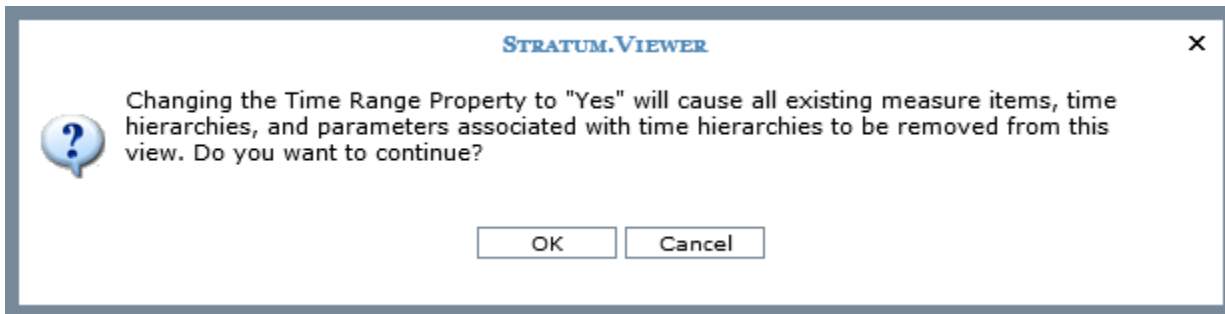 STRATUM.VIEWER
Changing the Time Range Property to "Yes" will cause all existing measure items, time
hierarchies, and parameters associated with time hierarchies to be removed from this
view. Do you want to continue?
OK Cancel